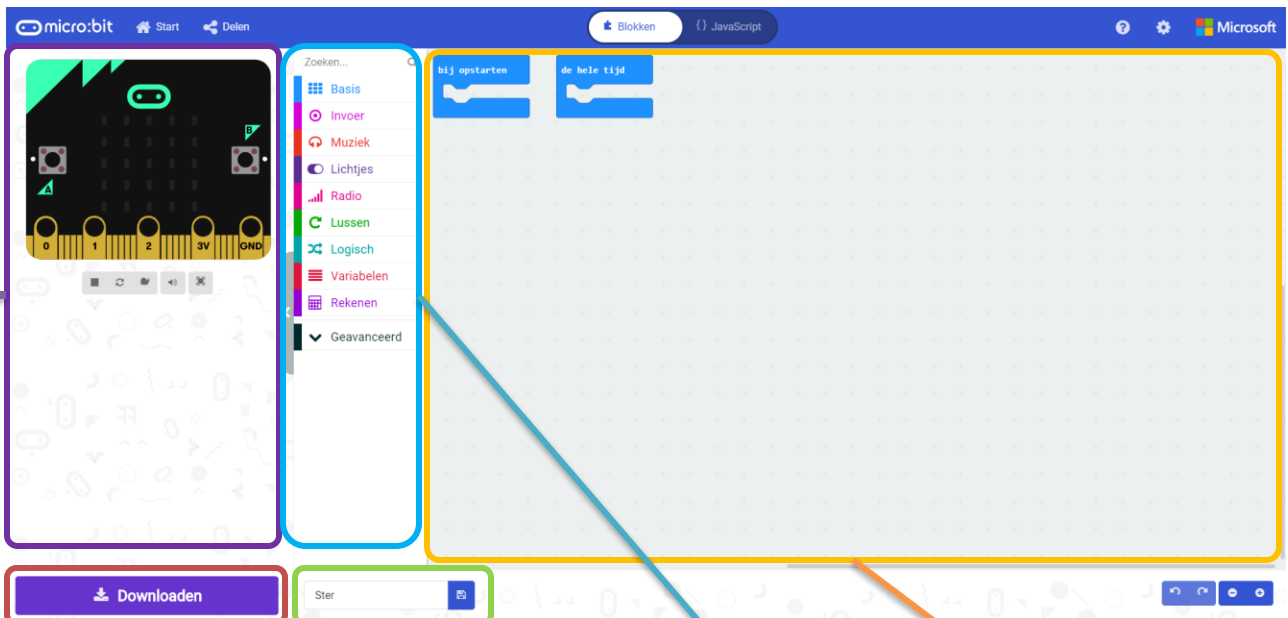 micro:bit Start Delen Blokken {} JavaScript ? Microsoft
B
A
0 1 2 3V GND
Zoeken...
Basis
Invoer
Muziek
Lichtjes
Radio
Lussen
Logisch
Variabelen
Rekenen
Geavanceerd
bij opstarten
de hele tijd
Downloaden
Ster